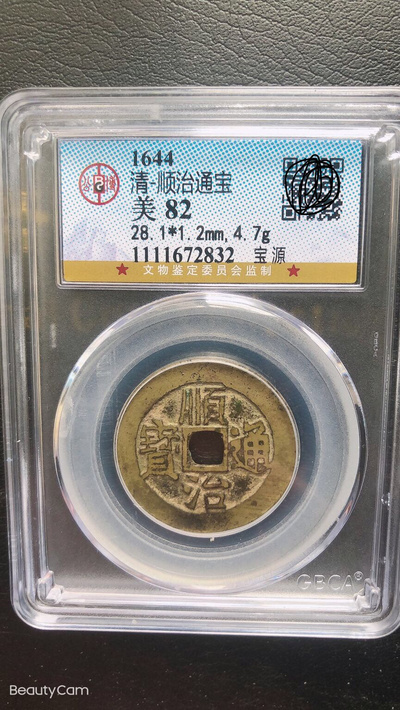 1644
清·顺治通宝
美 82
28.1*1.2mm,4.7g
1111672832 宝源
★ 文物鉴定委员会监制 ★
順
寶 通
治
GBCA®
BeautyCam